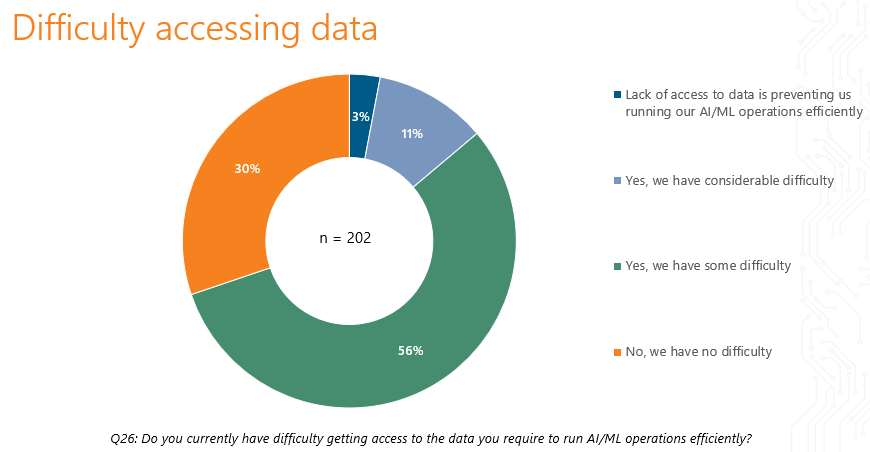 Difficulty accessing data
3%
11%
30%
n = 202
56%
Lack of access to data is preventing us
running our AI/ML operations efficiently
Yes, we have considerable difficulty
Yes, we have some difficulty
No, we have no difficulty
Q26: Do you currently have difficulty getting access to the data you require to run AI/ML operations efficiently?